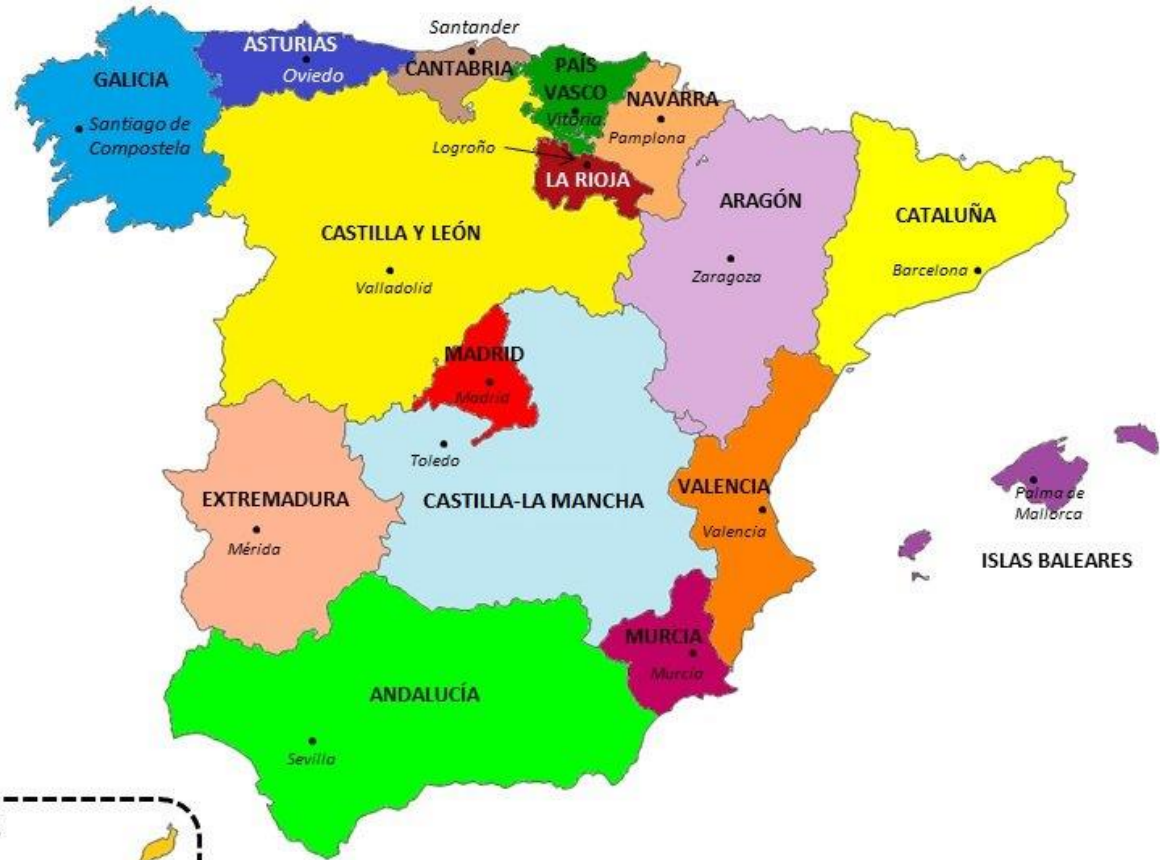 Santander
ASTURIAS
Oviedo
CANTABRIA
PAÍS
VASCO
Vitoria
GALICIA
NAVARRA
Santiago de
Compostela
Pamplona
Logroño
LA RIOJA
ARAGÓN
CATALUÑA
CASTILLA Y LEÓN
Valladolid
Zaragoza
Barcelona
MADRID
Madrid
Toledo
EXTREMADURA
CASTILLA-LA MANCHA
VALENCIA
Palma de
Mallorca
Mérida
Valencia
ISLAS BALEARES
MURCIA
Murcia
ANDALUCÍA
Sevilla